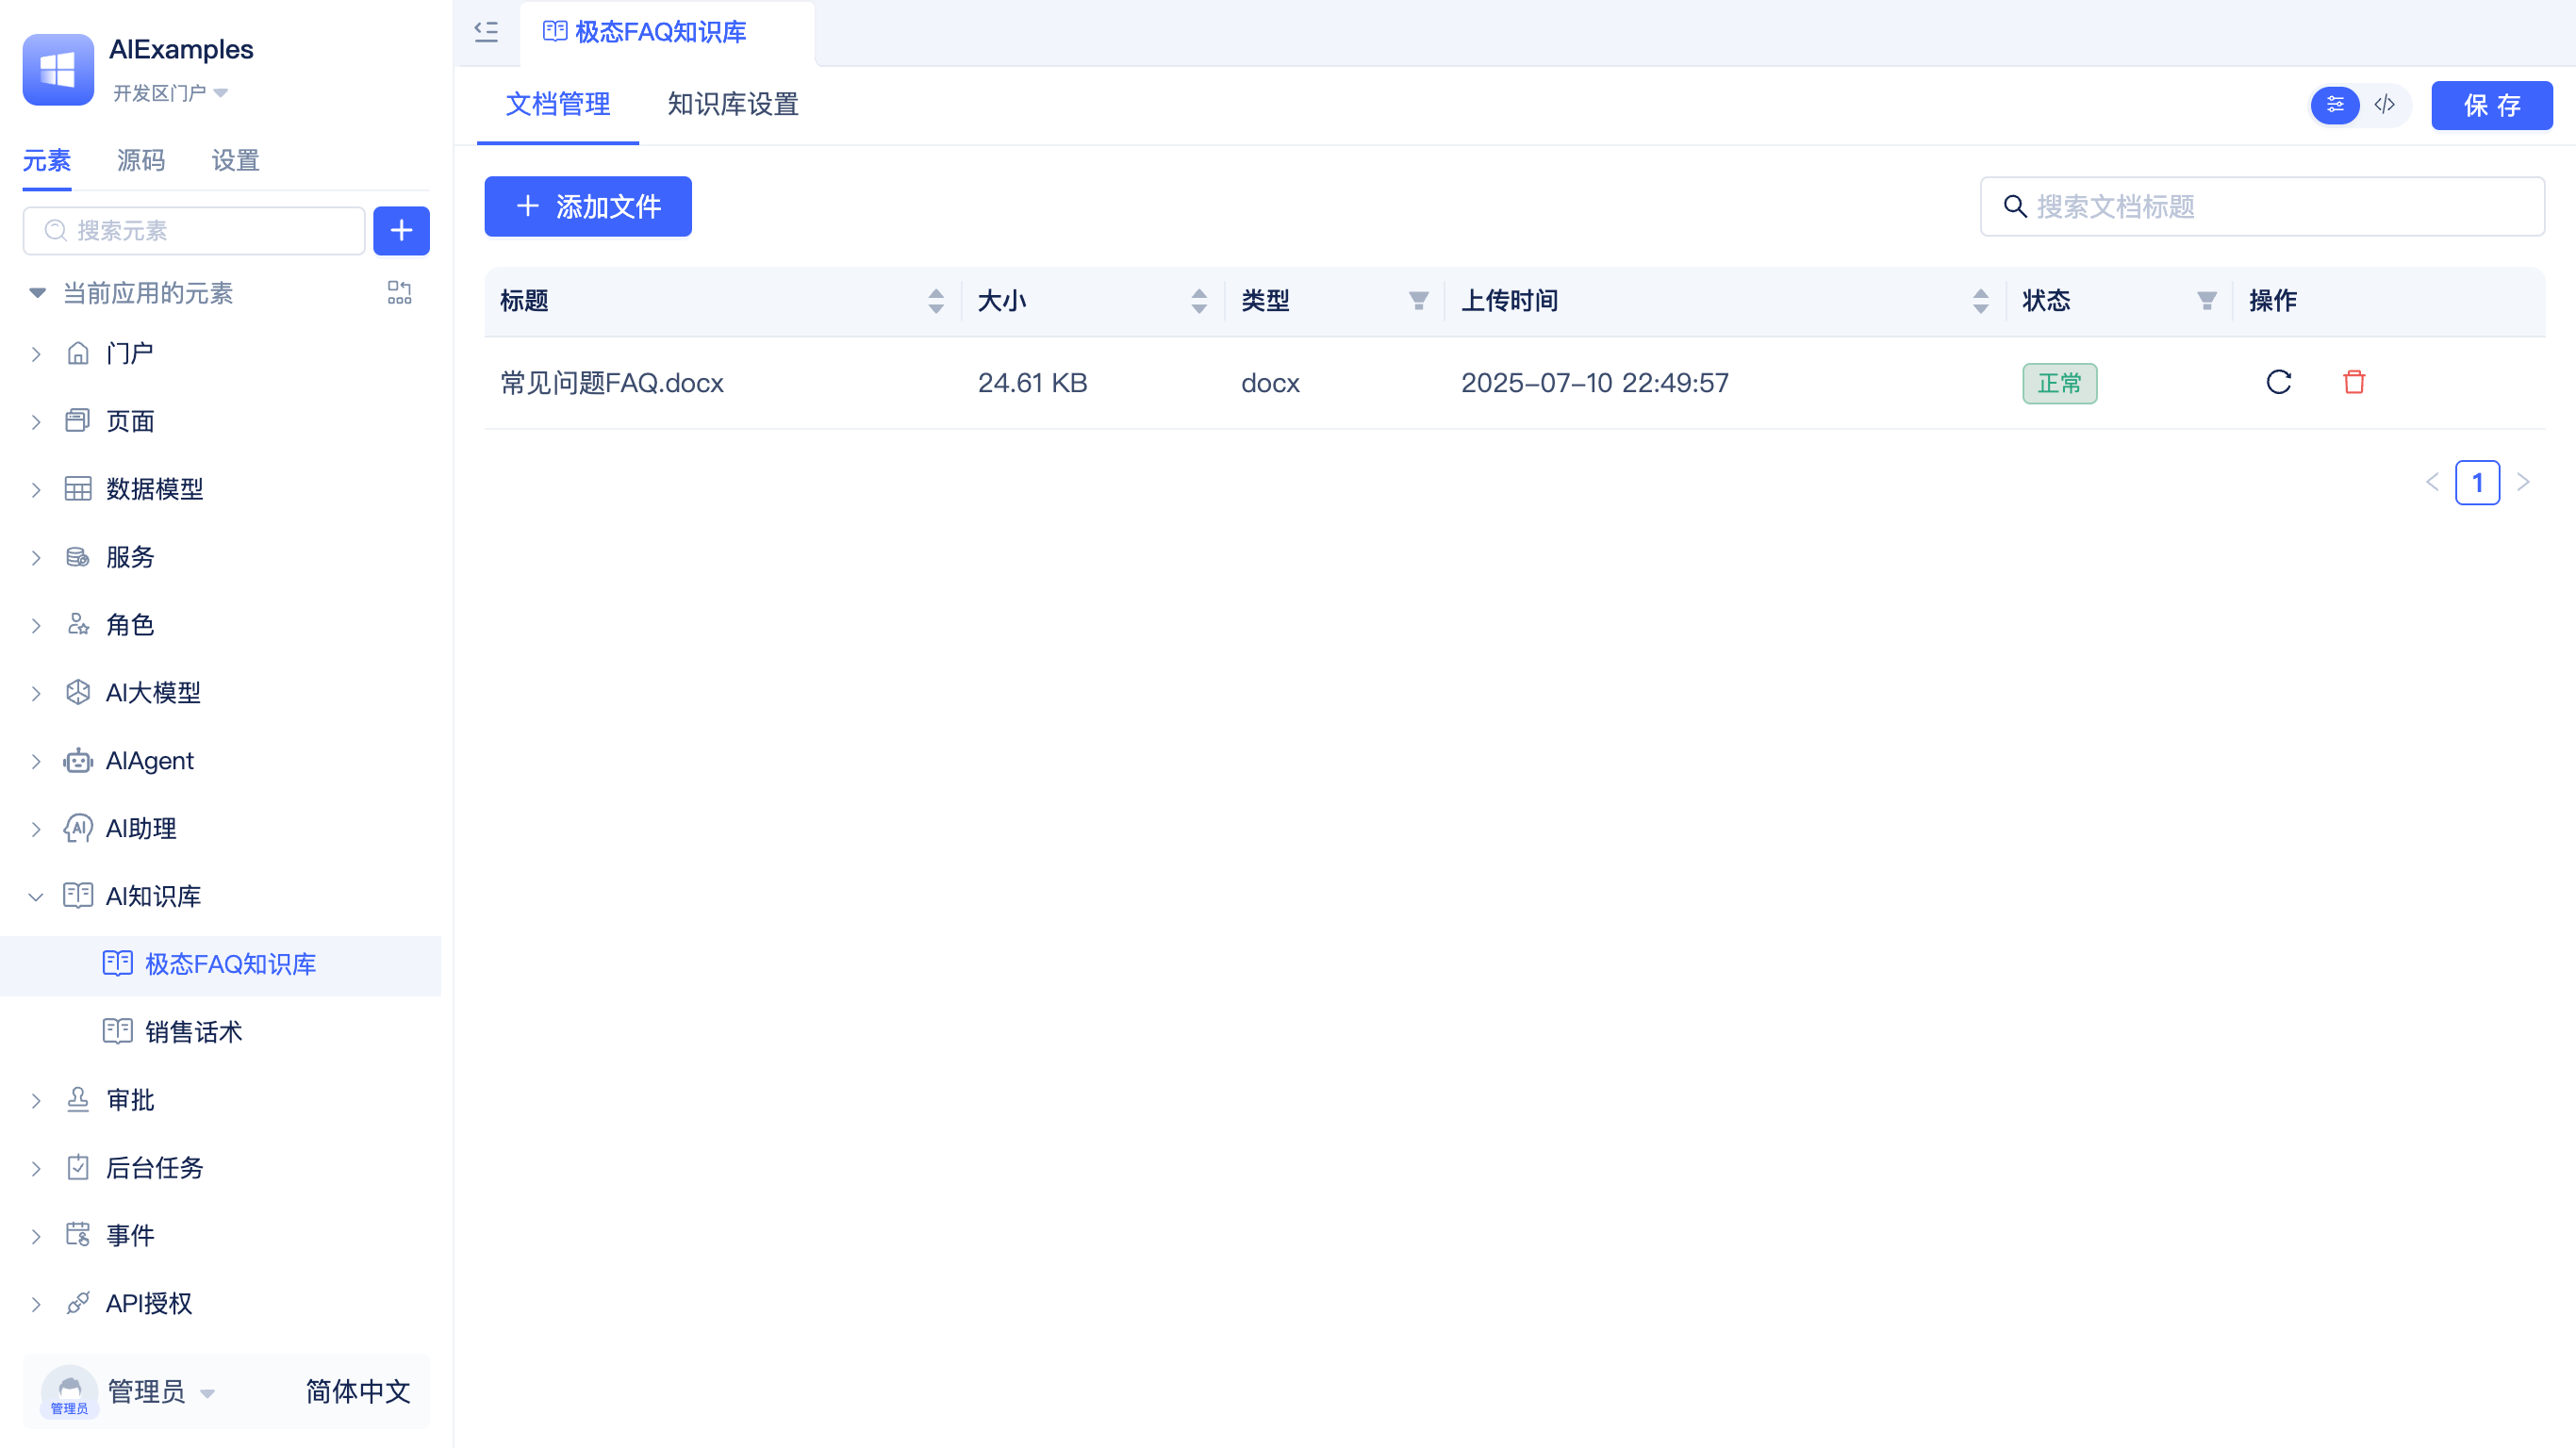 AIExamples
开发区门户
元素 源码 设置
搜索元素
当前应用的元素
门户
页面
数据模型
服务
角色
AI大模型
AIAgent
AI助理
AI知识库
极态FAQ知识库
销售话术
审批
后台任务
事件
API授权
管理员
管理员 简体中文
极态FAQ知识库
文档管理 知识库设置
保存
添加文件
搜索文档标题
标题 大小 类型 上传时间 状态 操作
常见问题FAQ.docx 24.61 KB docx 2025-07-10 22:49:57 正常
1